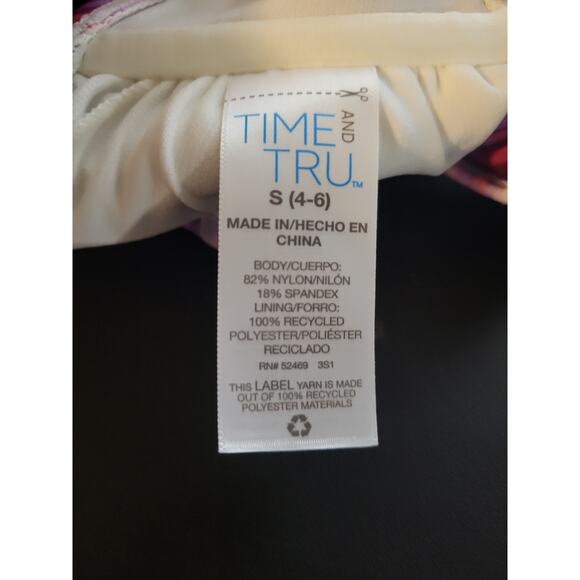 TIME AND
TRU™
S (4-6)
MADE IN/HECHO EN
CHINA
BODY/CUERPO:
82% NYLON/NILÓN
18% SPANDEX
LINING/FORRO:
100% RECYCLED
POLYESTER/POLIÉSTER
RECICLADO
RN# 52469 3S1
THIS LABEL YARN IS MADE
OUT OF 100% RECYCLED
POLYESTER MATERIALS